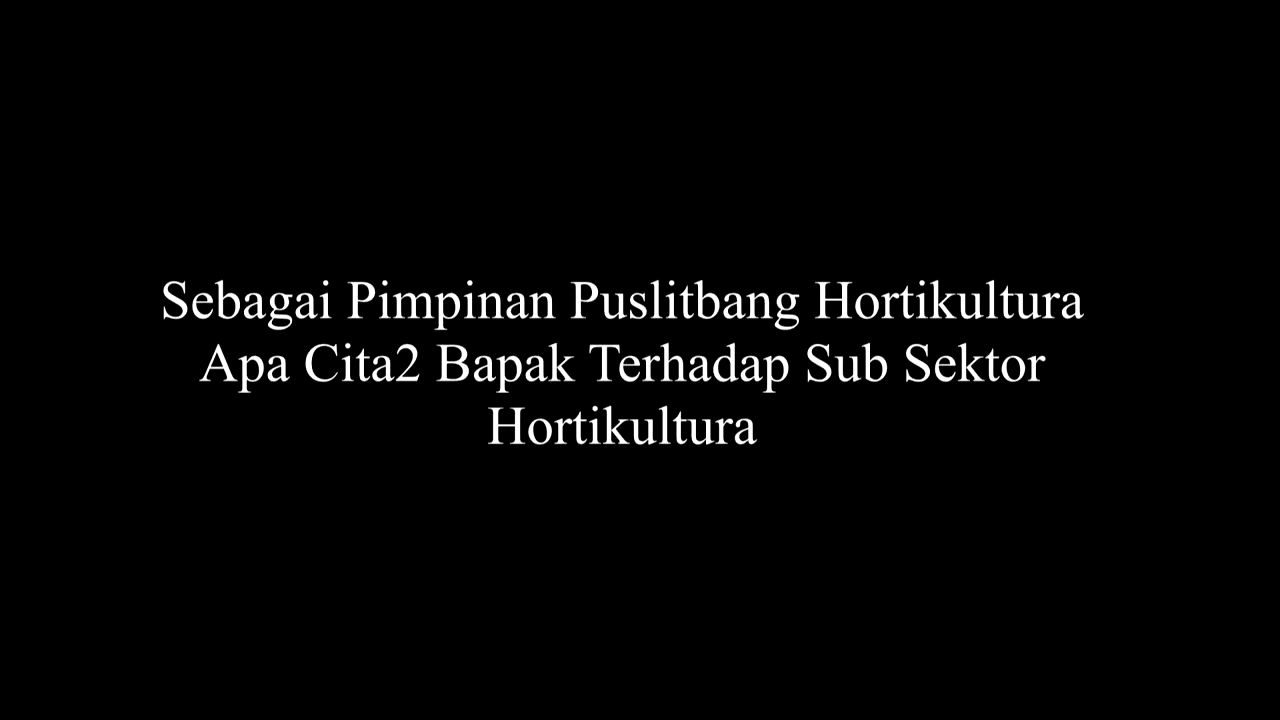 Sebagai Pimpinan Puslitbang Hortikultura
Apa Cita2 Bapak Terhadap Sub Sektor
Hortikultura